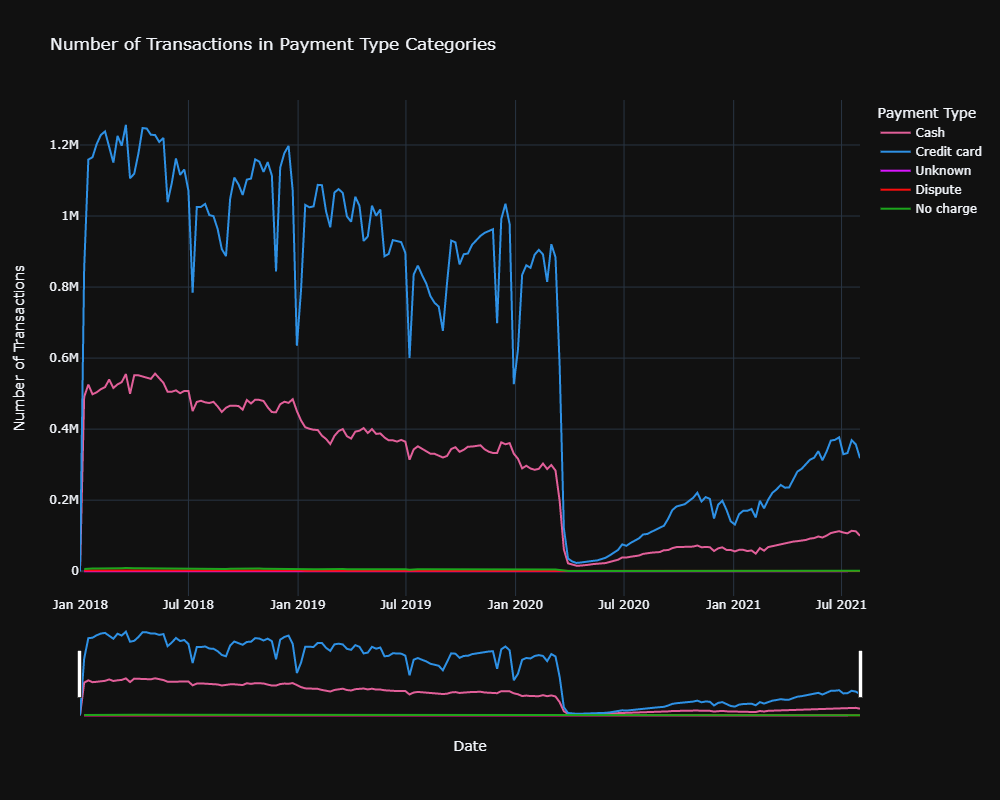 Number of Transactions in Payment Type Categories
Payment Type
Cash
Credit card
Unknown
Dispute
No charge
Number of Transactions
1.2M
1M
0.8M
0.6M
0.4M
0.2M
0
Jan 2018 Jul 2018 Jan 2019 Jul 2019 Jan 2020 Jul 2020 Jan 2021 Jul 2021
Date